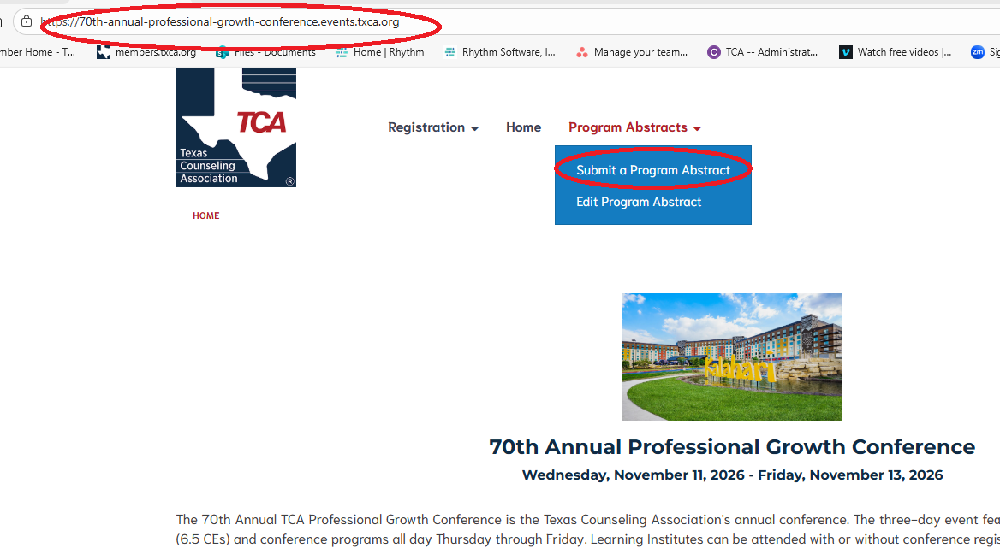 https://70th-annual-professional-growth-conference.events.txca.org
mber Home - T... members.txca.org Files - Documents Home | Rhythm Rhythm Software, I... Manage your team... C TCA -- Administrat... Watch free videos |... zm Sig
TCA
Texas
Counseling
Association ®
Registration Home Program Abstracts
Submit a Program Abstract
Edit Program Abstract
HOME
Kalahari
70th Annual Professional Growth Conference
Wednesday, November 11, 2026 - Friday, November 13, 2026
The 70th Annual TCA Professional Growth Conference is the Texas Counseling Association's annual conference. The three-day event fea
(6.5 CEs) and conference programs all day Thursday through Friday. Learning Institutes can be attended with or without conference regis